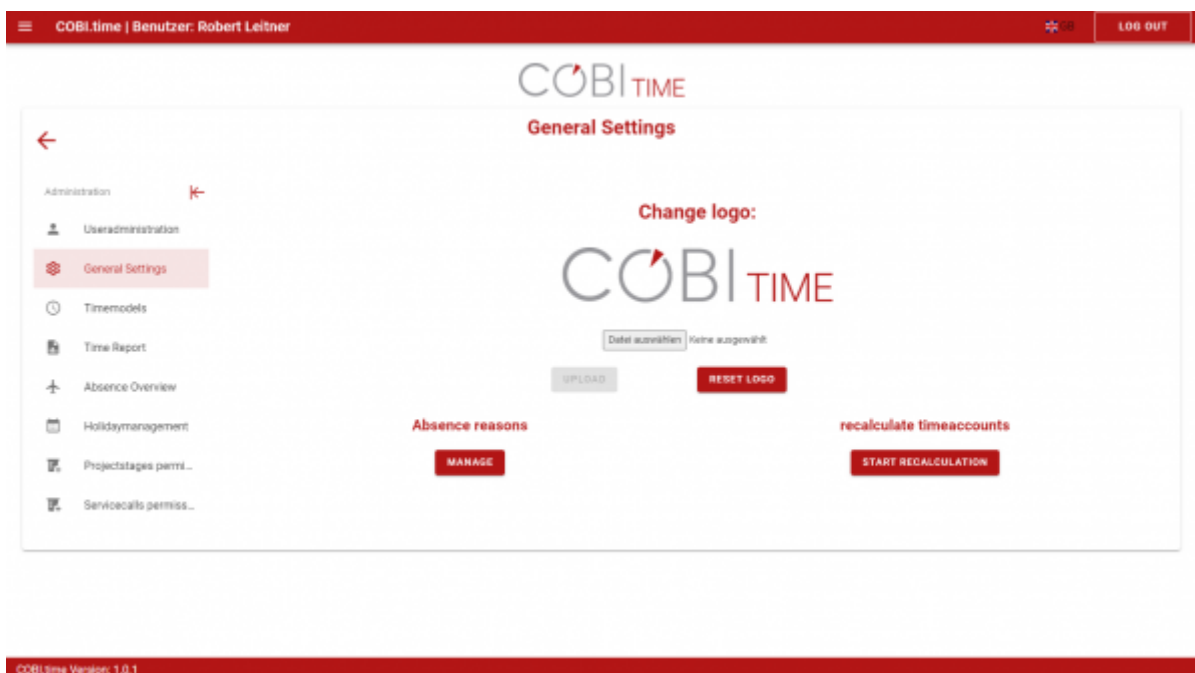 COBI.time | Benutzer: Robert Leitner
GB
LOG OUT
COBI TIME
General Settings
Administration
Useradministration
General Settings
Timemodels
Time Report
Absence Overview
Holidaymanagement
Projectstages permi...
Servicecalls permiss...
Change logo:
COBI TIME
Datei auswählen Keine ausgewählt
UPLOAD
RESET LOGO
Absence reasons
MANAGE
recalculate timeaccounts
START RECALCULATION
COBI.time Version: 1.0.1